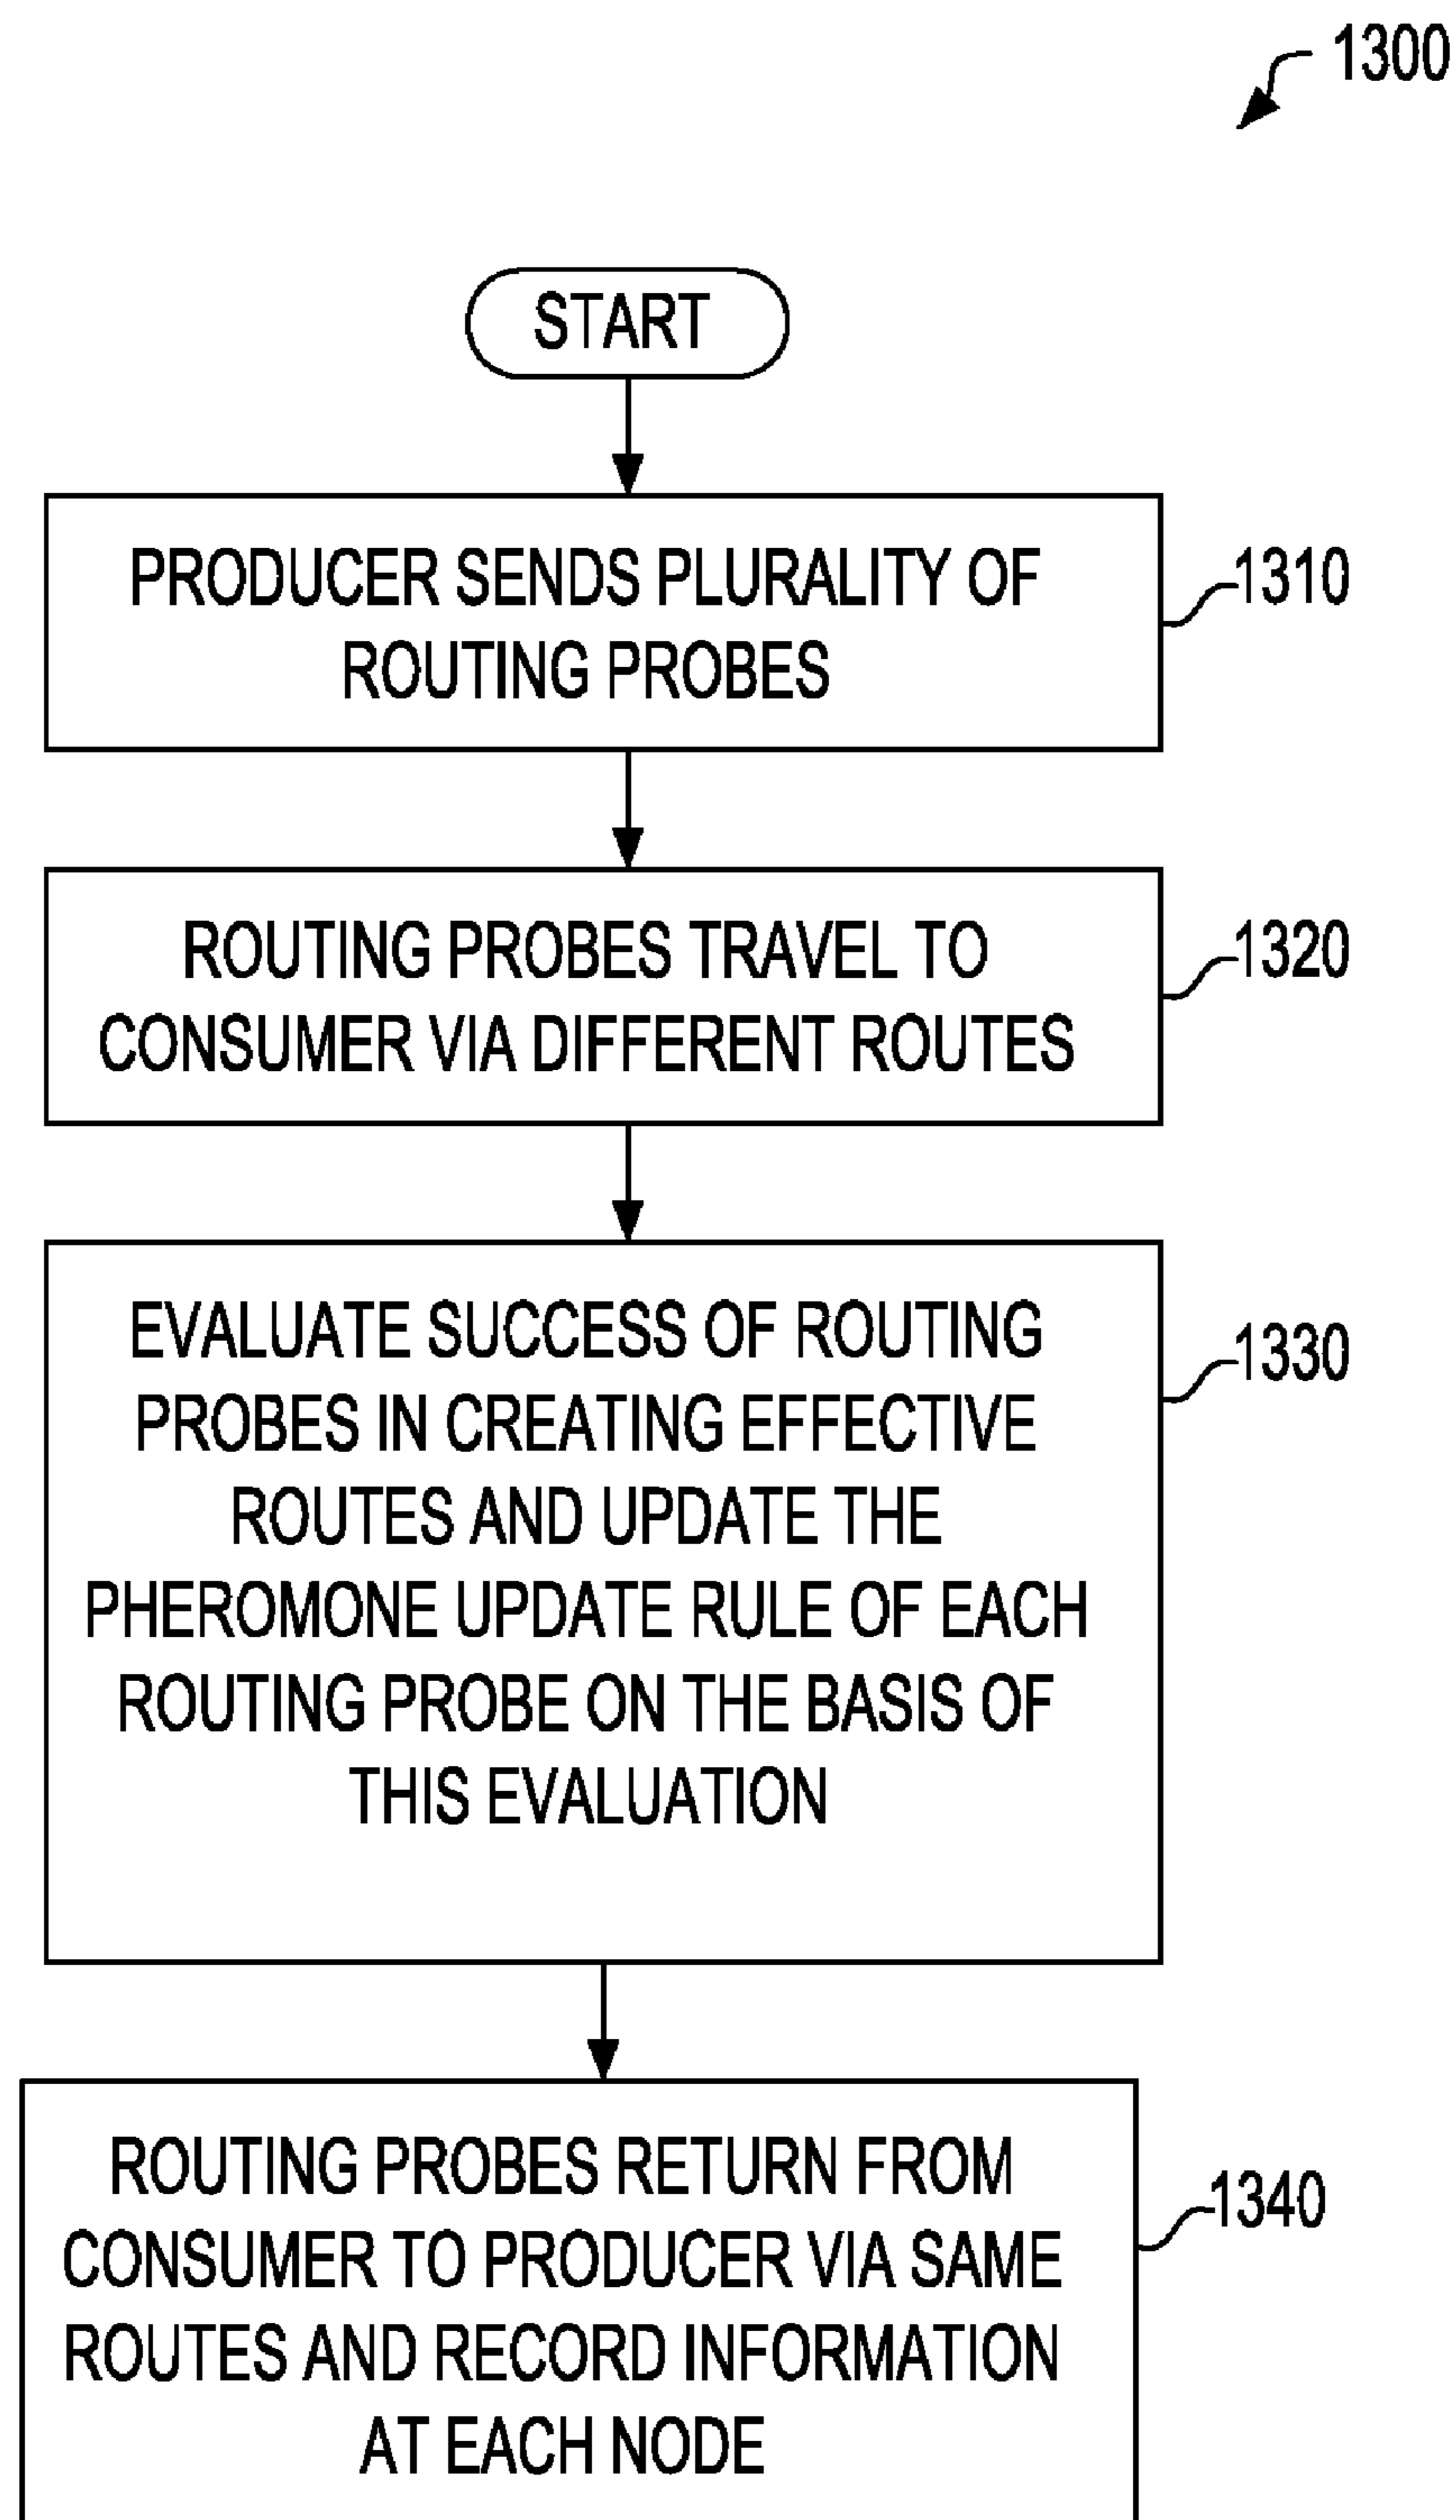 1300
START
PRODUCER SENDS PLURALITY OF
ROUTING PROBES
1310
ROUTING PROBES TRAVEL TO
CONSUMER VIA DIFFERENT ROUTES
1320
EVALUATE SUCCESS OF ROUTING
PROBES IN CREATING EFFECTIVE
ROUTES AND UPDATE THE
PHEROMONE UPDATE RULE OF EACH
ROUTING PROBE ON THE BASIS OF
THIS EVALUATION
1330
ROUTING PROBES RETURN FROM
CONSUMER TO PRODUCER VIA SAME
ROUTES AND RECORD INFORMATION
AT EACH NODE
1340